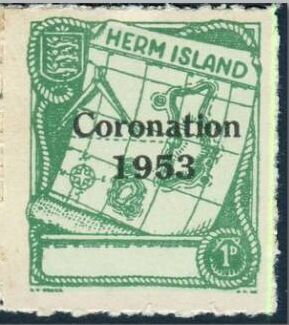 HERM ISLAND
Coronation
1953
1D